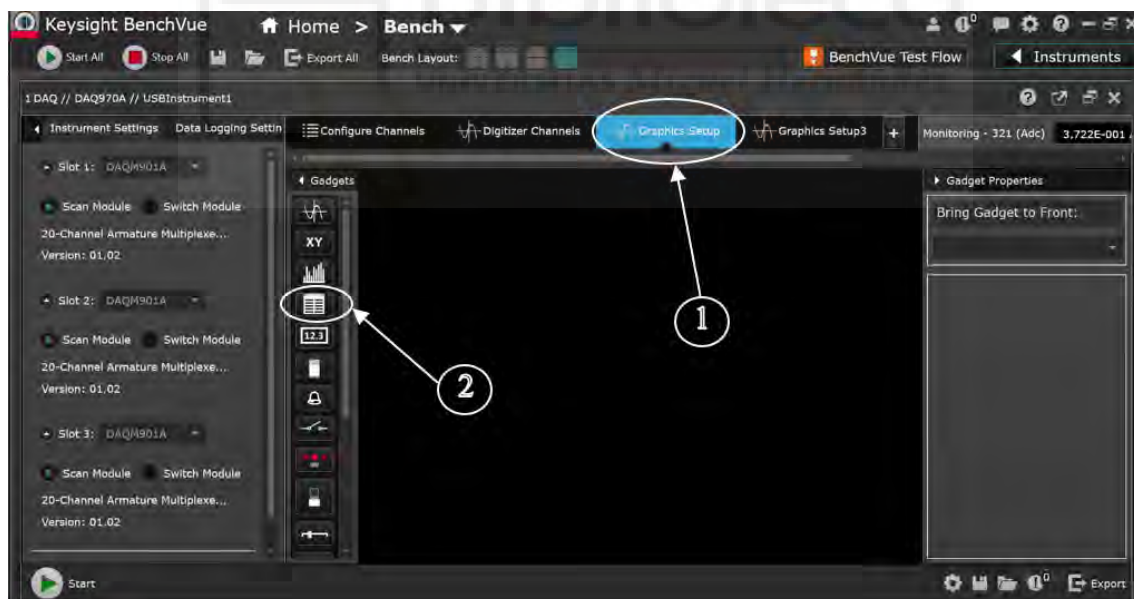 Keysight BenchVue Home > Bench
Start All Stop All Export All Bench Layout: BenchVue Test Flow Instruments
1 DAQ // DAQ970A // USBInstrument1
Instrument Settings Data Logging Settin Configure Channels Digitizer Channels Graphics Setup Graphics Setup3 + Monitoring - 321 (Adc) 3,722E-001
Slot 1: DAQM901A
Scan Module Switch Module
20-Channel Armature Multiplexe...
Version: 01.02
Slot 2: DAQM901A
Scan Module Switch Module
20-Channel Armature Multiplexe...
Version: 01.02
Slot 3: DAQM901A
Scan Module Switch Module
20-Channel Armature Multiplexe...
Version: 01.02
Gadgets
XY
12.3
1
2
Gadget Properties
Bring Gadget to Front:
Start Export